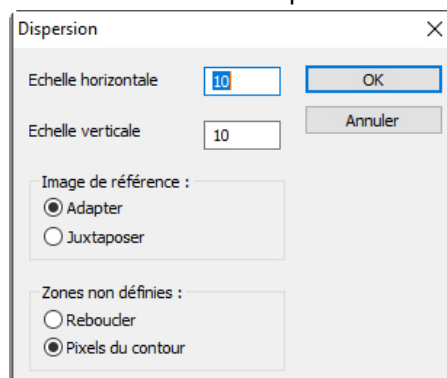 Dispersion
Echelle horizontale 10 OK
Echelle verticale 10 Annuler
Image de référence :
Adapter
Juxtaposer
Zones non définies :
Reboucler
Pixels du contour